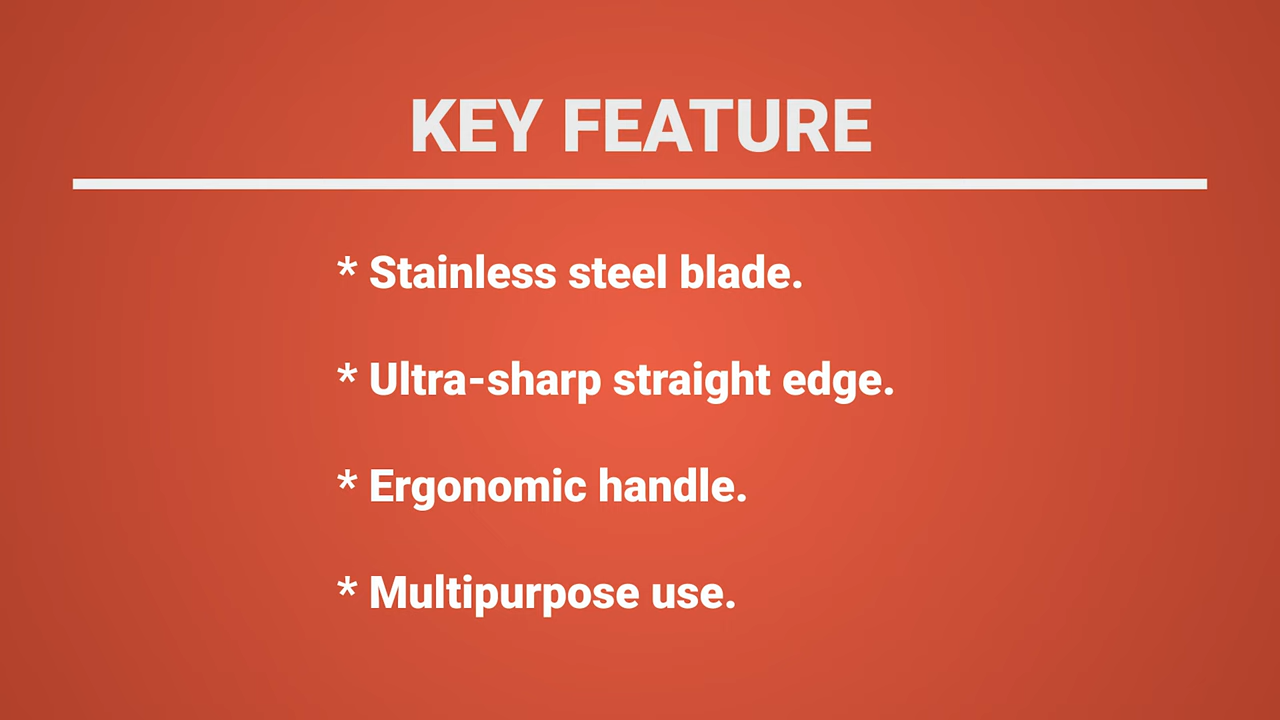 KEY FEATURE
* Stainless steel blade.
* Ultra-sharp straight edge.
* Ergonomic handle.
* Multipurpose use.